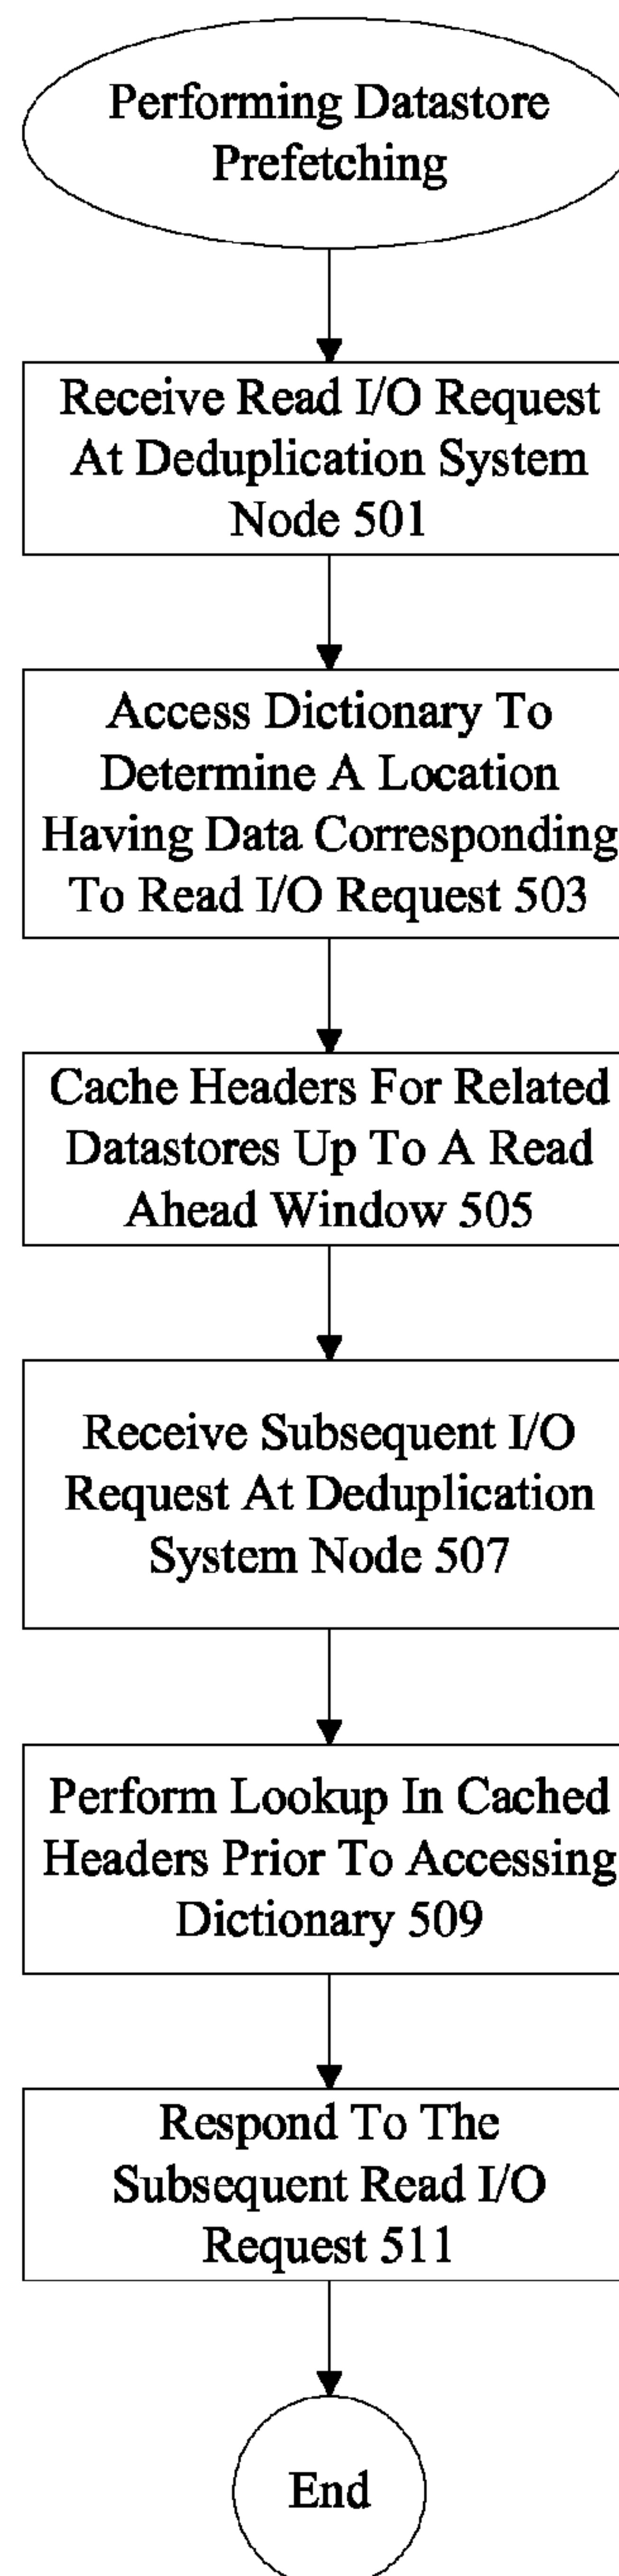 Performing Datastore
Prefetching
Receive Read I/O Request
At Deduplication System
Node 501
Access Dictionary To
Determine A Location
Having Data Corresponding
To Read I/O Request 503
Cache Headers For Related
Datastores Up To A Read
Ahead Window 505
Receive Subsequent I/O
Request At Deduplication
System Node 507
Perform Lookup In Cached
Headers Prior To Accessing
Dictionary 509
Respond To The
Subsequent Read I/O
Request 511
End